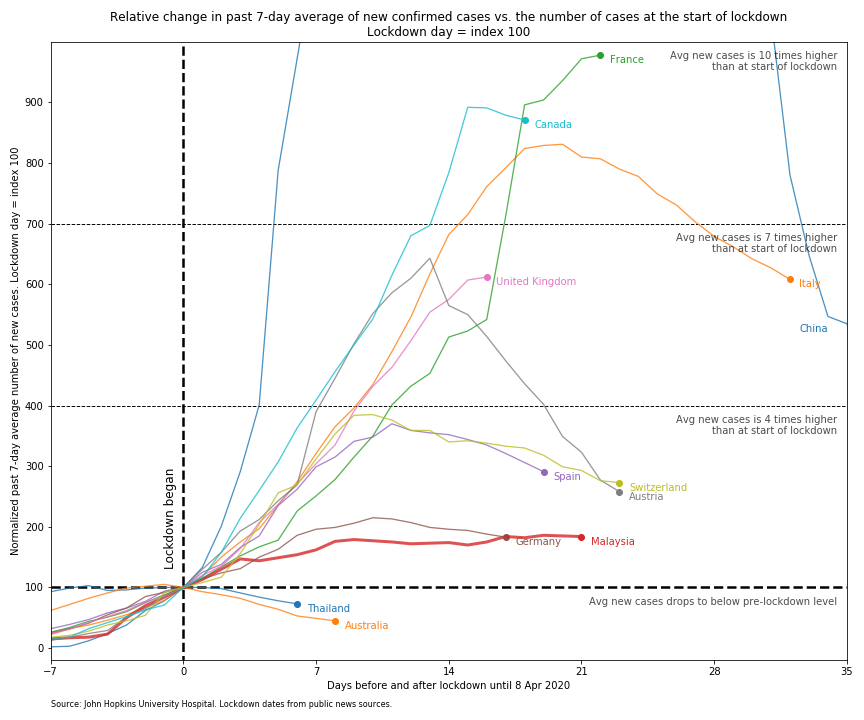 Relative change in past 7-day average of new confirmed cases vs. the number of cases at the start of lockdown
Lockdown day = index 100
Normalized past 7-day average number of new cases. Lockdown day = index 100
900
800
700
600
500
400
300
200
100
0
Avg new cases is 10 times higher
than at start of lockdown
France
Canada
Avg new cases is 7 times higher
than at start of lockdown
United Kingdom
Italy
China
Avg new cases is 4 times higher
than at start of lockdown
Lockdown began
Spain
Switzerland
Austria
Germany
Malaysia
Avg new cases drops to below pre-lockdown level
Thailand
Australia
−7
0
7
14
21
28
35
Days before and after lockdown until 8 Apr 2020
Source: John Hopkins University Hospital. Lockdown dates from public news sources.